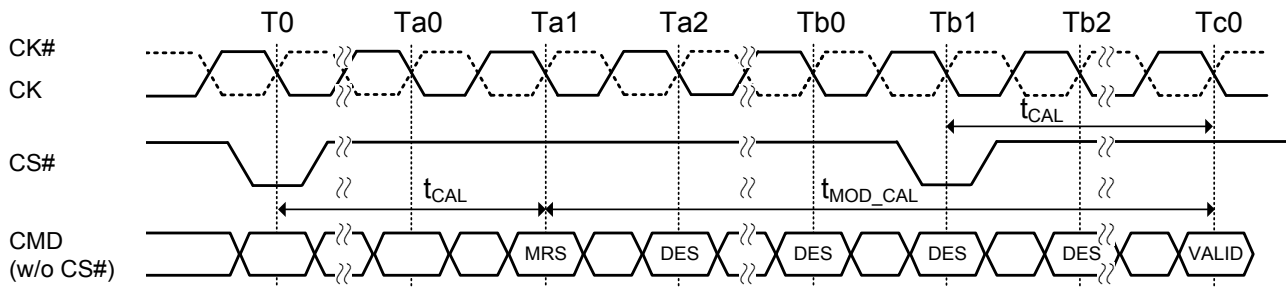 T0 Ta0 Ta1 Ta2 Tb0 Tb1 Tb2 Tc0
CK#
CK
tCAL
CS#
tCAL tMOD_CAL
CMD
(w/o CS#)
MRS DES DES DES DES VALID